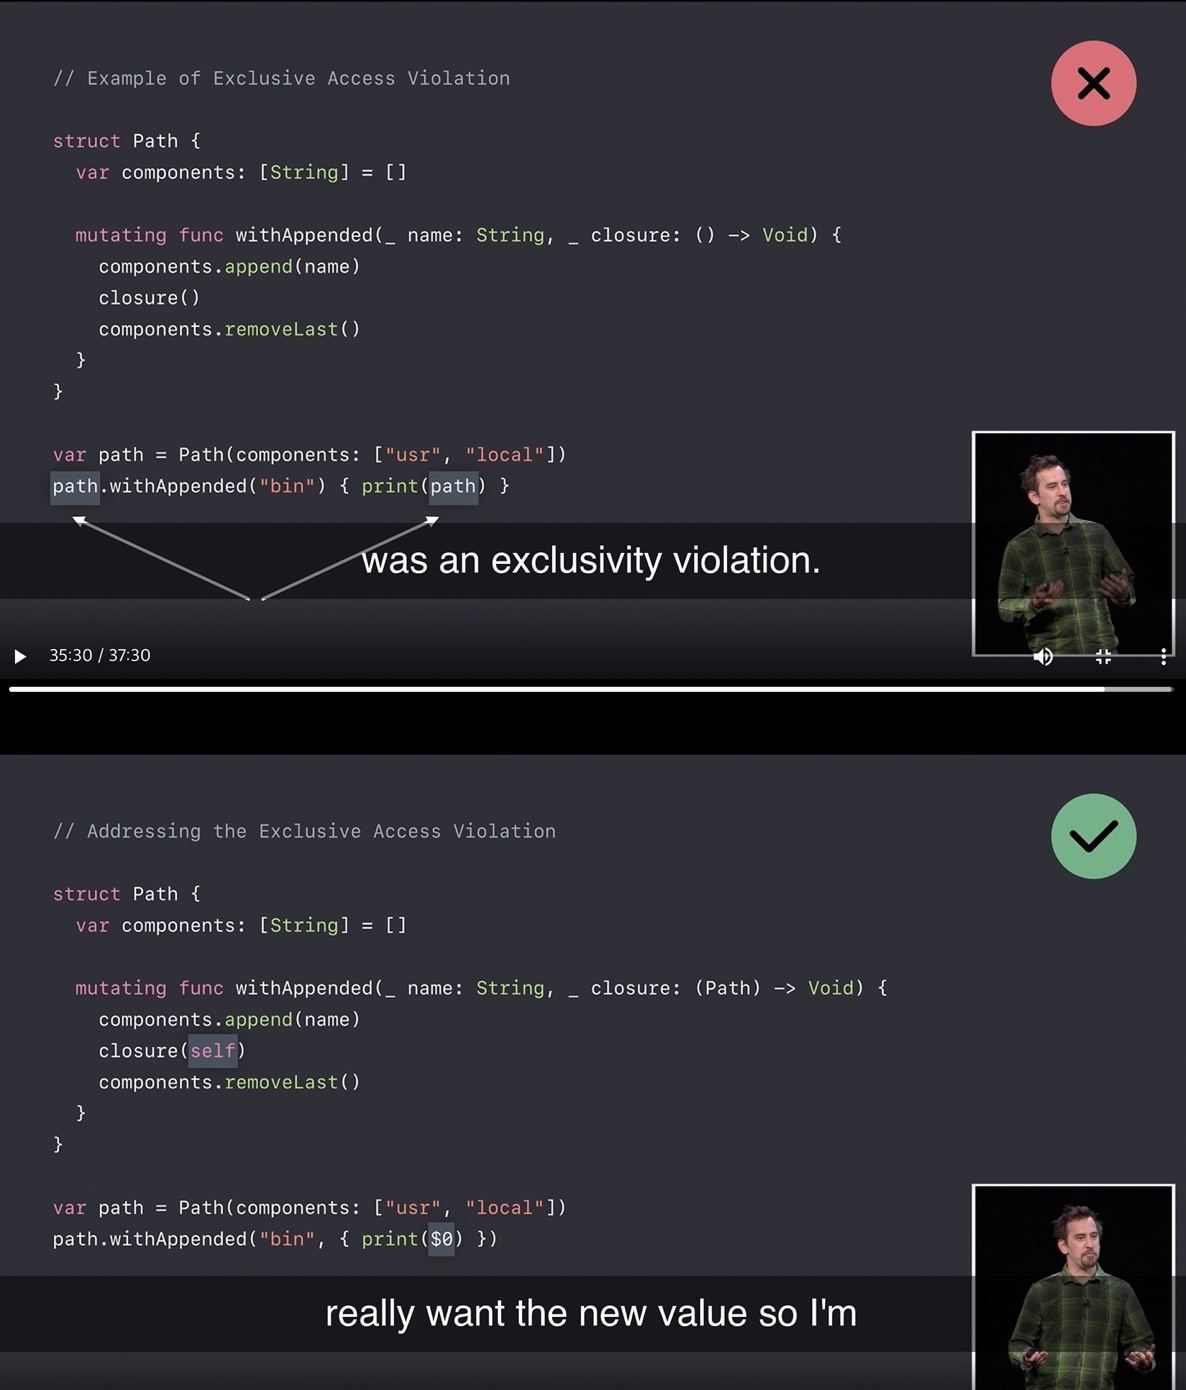 // Example of Exclusive Access Violation
struct Path {
  var components: [String] = []
  mutating func withAppended(_ name: String, _ closure: () -> Void) {
    components.append(name)
    closure()
    components.removeLast()
  }
}
var path = Path(components: ["usr", "local"])
path.withAppended("bin") { print(path) }
was an exclusivity violation.
35:30 / 37:30
// Addressing the Exclusive Access Violation
struct Path {
  var components: [String] = []
  mutating func withAppended(_ name: String, _ closure: (Path) -> Void) {
    components.append(name)
    closure(self)
    components.removeLast()
  }
}
var path = Path(components: ["usr", "local"])
path.withAppended("bin", { print($0) })
really want the new value so I'm